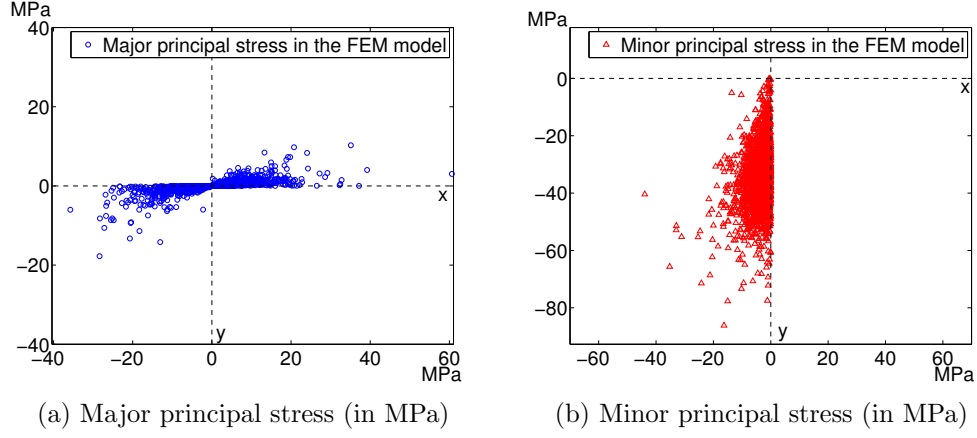 MPa
40
20
0
−20
−40
Major principal stress in the FEM model
x
y
−40 −20 0 20 40 60
MPa
(a) Major principal stress (in MPa)
MPa
0
−20
−40
−60
−80
Minor principal stress in the FEM model
x
y
−60 −40 −20 0 20 40 60
MPa
(b) Minor principal stress (in MPa)